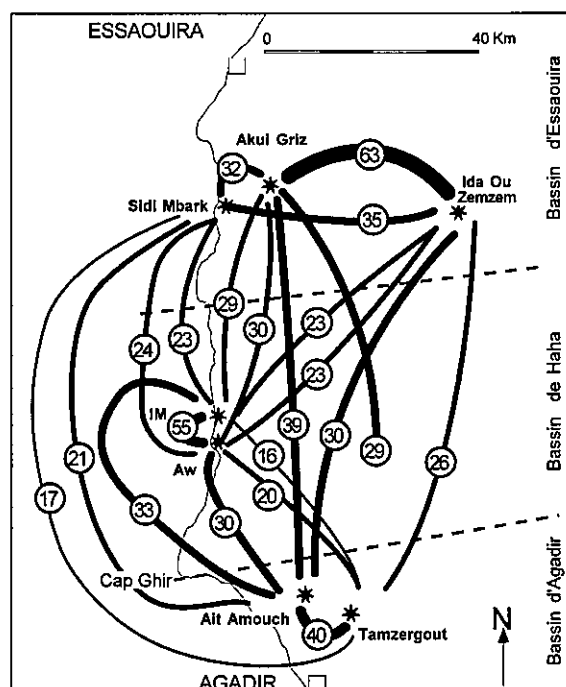 ESSAOUIRA
0 40 Km
Akul Griz
63
32
Ida Ou
Zemzem
Sidi Mbark
35
Bassin d'Essaouira
29
30
23
23
24
23
IM
55
Aw
39
30
29
26
16
20
21
17
33
30
Bassin de Haha
Cap Ghir
Ait Amouch
40
Tamzergout
N
Bassin d'Agadir
AGADIR